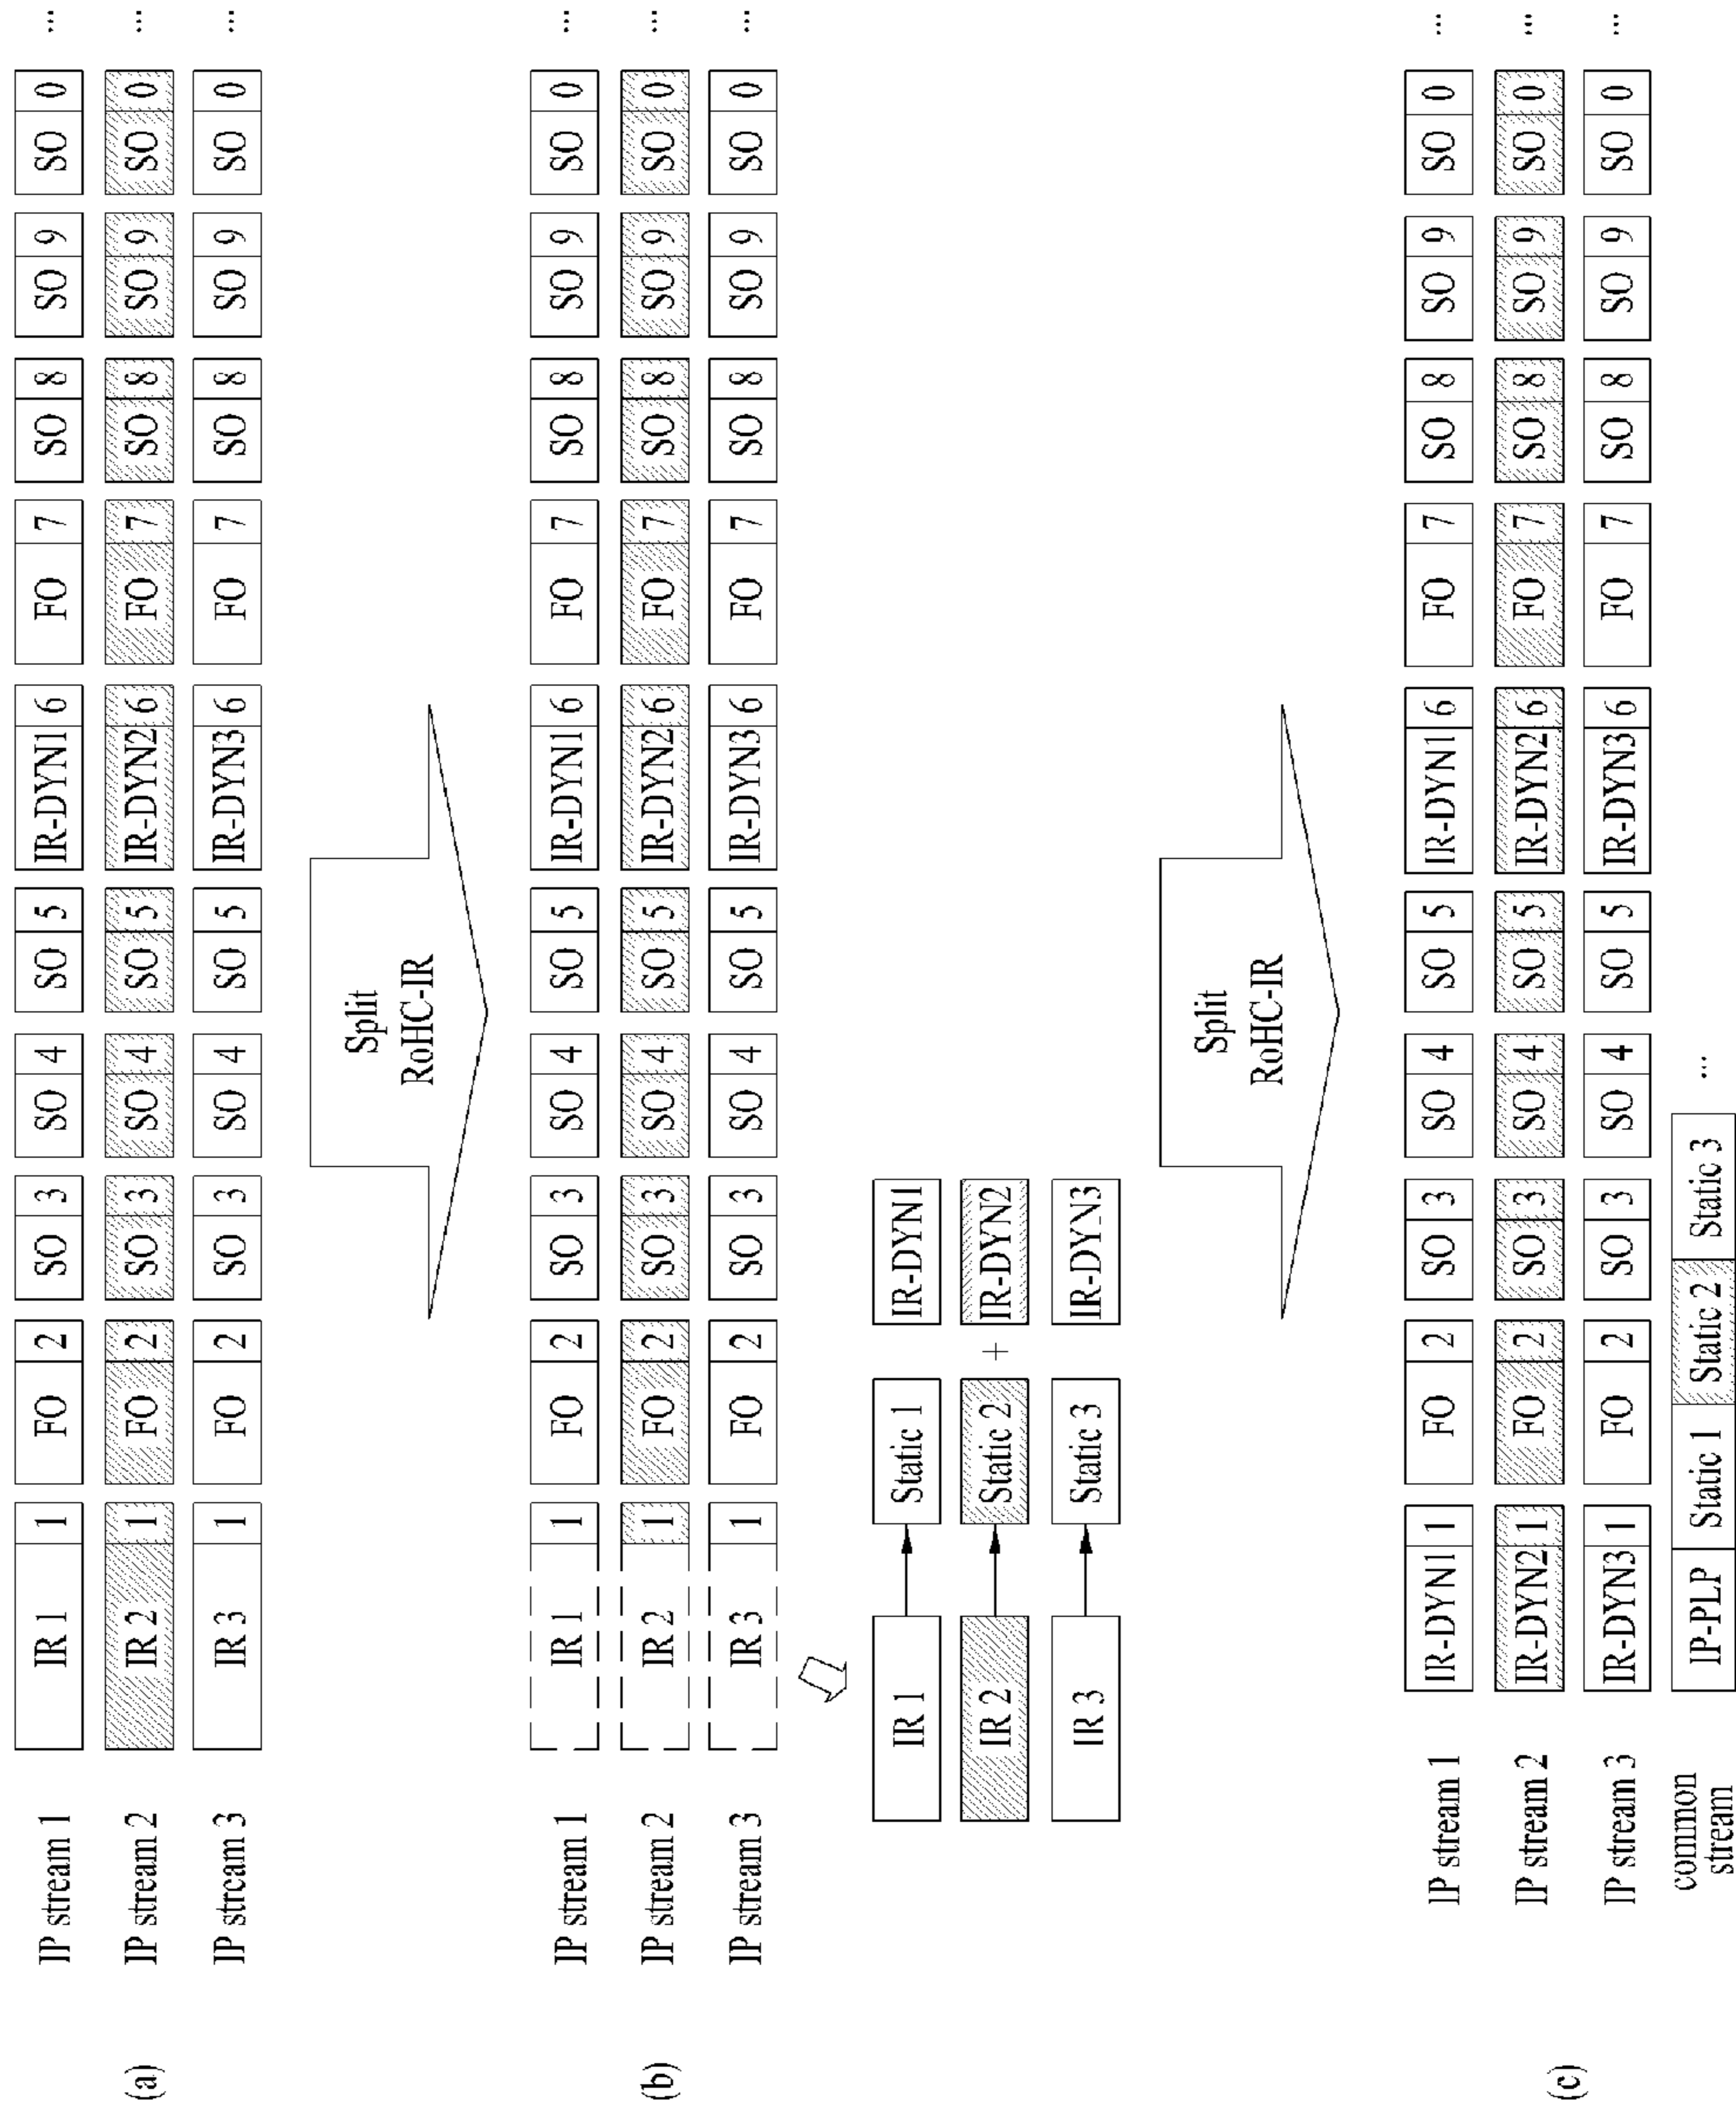 (a)
IP stream 1 IR 1 1 FO 2 SO 3 SO 4 SO 5 IR-DYN1 6 FO 7 SO 8 SO 9 SO 0 ...
IP stream 2 IR 2 1 FO 2 SO 3 SO 4 SO 5 IR-DYN2 6 FO 7 SO 8 SO 9 SO 0 ...
IP stream 3 IR 3 1 FO 2 SO 3 SO 4 SO 5 IR-DYN3 6 FO 7 SO 8 SO 9 SO 0 ...
Split
RoHC-IR
(b)
IP stream 1 IR 1 1 FO 2 SO 3 SO 4 SO 5 IR-DYN1 6 FO 7 SO 8 SO 9 SO 0 ...
IP stream 2 IR 2 1 FO 2 SO 3 SO 4 SO 5 IR-DYN2 6 FO 7 SO 8 SO 9 SO 0 ...
IP stream 3 IR 3 1 FO 2 SO 3 SO 4 SO 5 IR-DYN3 6 FO 7 SO 8 SO 9 SO 0 ...
IR 1 Static 1 IR-DYN1
IR 2 Static 2 + IR-DYN2
IR 3 Static 3 IR-DYN3
Split
RoHC-IR
(c)
IP stream 1 IR-DYN1 1 FO 2 SO 3 SO 4 SO 5 IR-DYN1 6 FO 7 SO 8 SO 9 SO 0 ...
IP stream 2 IR-DYN2 1 FO 2 SO 3 SO 4 SO 5 IR-DYN2 6 FO 7 SO 8 SO 9 SO 0 ...
IP stream 3 IR-DYN3 1 FO 2 SO 3 SO 4 SO 5 IR-DYN3 6 FO 7 SO 8 SO 9 SO 0 ...
common
stream
IP-PLP Static 1 Static 2 Static 3 ...